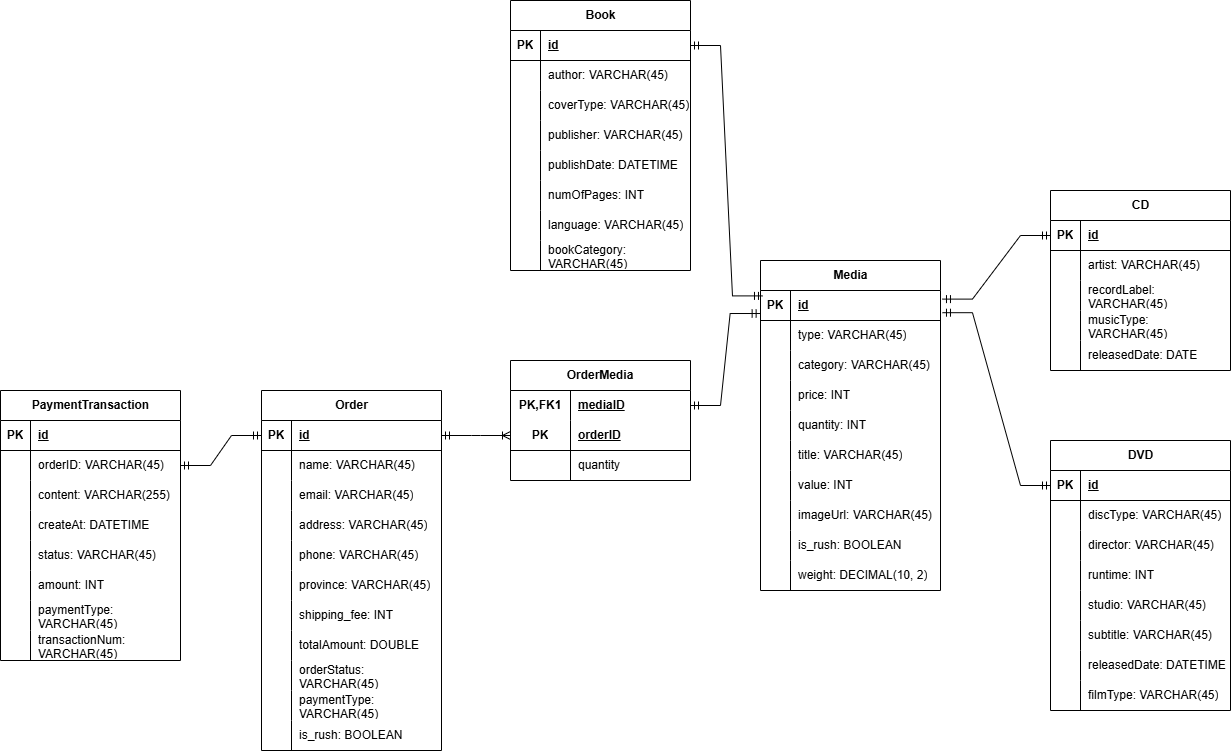 Book
PK id
author: VARCHAR(45)
coverType: VARCHAR(45)
publisher: VARCHAR(45)
publishDate: DATETIME
numOfPages: INT
language: VARCHAR(45)
bookCategory:
VARCHAR(45)
CD
PK id
artist: VARCHAR(45)
recordLabel:
VARCHAR(45)
musicType:
VARCHAR(45)
releasedDate: DATE
Media
PK id
type: VARCHAR(45)
category: VARCHAR(45)
price: INT
quantity: INT
title: VARCHAR(45)
value: INT
imageUrl: VARCHAR(45)
is_rush: BOOLEAN
weight: DECIMAL(10, 2)
OrderMedia
PK,FK1 mediaID
PK orderID
quantity
PaymentTransaction
PK id
orderID: VARCHAR(45)
content: VARCHAR(255)
createAt: DATETIME
status: VARCHAR(45)
amount: INT
paymentType:
VARCHAR(45)
transactionNum:
VARCHAR(45)
Order
PK id
name: VARCHAR(45)
email: VARCHAR(45)
address: VARCHAR(45)
phone: VARCHAR(45)
province: VARCHAR(45)
shipping_fee: INT
totalAmount: DOUBLE
orderStatus:
VARCHAR(45)
paymentType:
VARCHAR(45)
is_rush: BOOLEAN
DVD
PK id
discType: VARCHAR(45)
director: VARCHAR(45)
runtime: INT
studio: VARCHAR(45)
subtitle: VARCHAR(45)
releasedDate: DATETIME
filmType: VARCHAR(45)